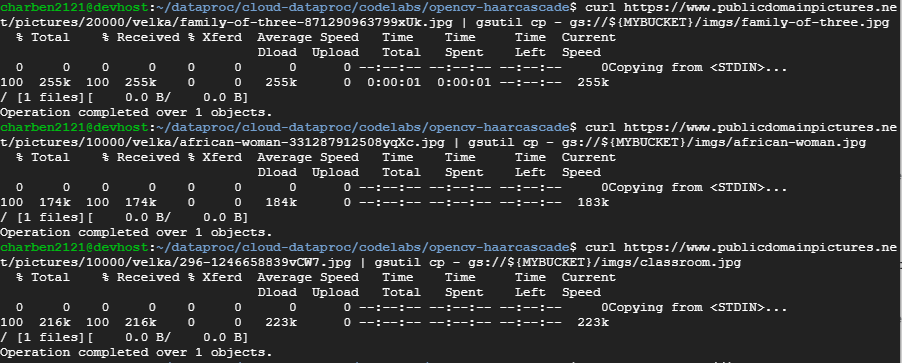 charben2121@devhost:~/dataproc/cloud-dataproc/codelabs/opencv-haarcascade$ curl https://www.publicdomainpictures.ne
t/pictures/20000/velka/family-of-three-871290963799xUk.jpg | gsutil cp - gs://${MYBUCKET}/imgs/family-of-three.jpg
% Total % Received % Xferd Average Speed Time Time Time Current
Dload Upload Total Spent Left Speed
0 0 0 0 0 0 0 0 --:--:-- --:--:-- --:--:-- 0Copying from <STDIN>...
100 255k 100 255k 0 0 255k 0 0:00:01 0:00:01 --:--:-- 255k
/ [1 files][ 0.0 B/ 0.0 B]
Operation completed over 1 objects.
charben2121@devhost:~/dataproc/cloud-dataproc/codelabs/opencv-haarcascade$ curl https://www.publicdomainpictures.ne
t/pictures/10000/velka/african-woman-331287912508yqXc.jpg | gsutil cp - gs://${MYBUCKET}/imgs/african-woman.jpg
% Total % Received % Xferd Average Speed Time Time Time Current
Dload Upload Total Spent Left Speed
0 0 0 0 0 0 0 0 --:--:-- --:--:-- --:--:-- 0Copying from <STDIN>...
100 174k 100 174k 0 0 184k 0 --:--:-- --:--:-- --:--:-- 183k
/ [1 files][ 0.0 B/ 0.0 B]
Operation completed over 1 objects.
charben2121@devhost:~/dataproc/cloud-dataproc/codelabs/opencv-haarcascade$ curl https://www.publicdomainpictures.ne
t/pictures/10000/velka/296-1246658839vCW7.jpg | gsutil cp - gs://${MYBUCKET}/imgs/classroom.jpg
% Total % Received % Xferd Average Speed Time Time Time Current
Dload Upload Total Spent Left Speed
0 0 0 0 0 0 0 0 --:--:-- --:--:-- --:--:-- 0Copying from <STDIN>...
100 216k 100 216k 0 0 223k 0 --:--:-- --:--:-- --:--:-- 223k
/ [1 files][ 0.0 B/ 0.0 B]
Operation completed over 1 objects.